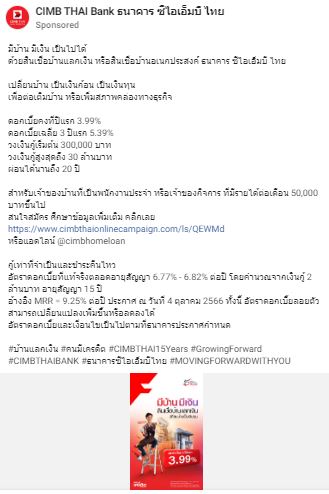 CIMB THAI Bank ธนาคาร ซีไอเอ็มบี ไทย
Sponsored
มีบ้าน มีเงิน เป็นไปได้
ด้วยสินเชื่อบ้านแลกเงิน หรือสินเชื่อบ้านอเนกประสงค์ ธนาคาร ซีไอเอ็มบี ไทย
เปลี่ยนบ้าน เป็นเงินก้อน เป็นเงินทุน
เพื่อต่อเติมบ้าน หรือเพิ่มสภาพคล่องทางธุรกิจ
ดอกเบี้ยคงที่ปีแรก 3.99%
ดอกเบี้ยเฉลี่ย 3 ปีแรก 5.39%
วงเงินกู้เริ่มต้น 300,000 บาท
วงเงินกู้สูงสุดถึง 30 ล้านบาท
ผ่อนได้นานถึง 20 ปี
สำหรับเจ้าของบ้านที่เป็นพนักงานประจำ หรือเจ้าของกิจการ ที่มีรายได้ต่อเดือน 50,000
บาทขึ้นไป
สนใจสมัคร ศึกษาข้อมูลเพิ่มเติม คลิกเลย
https://www.cimbthaionlinecampaign.com/ls/QEWMd
หรือแอดไลน์ @cimbhomeloan
กู้เท่าที่จำเป็นและชำระคืนไหว
อัตราดอกเบี้ยที่แท้จริงตลอดอายุสัญญา 6.77% - 6.82% ต่อปี โดยคำนวณจากเงินกู้ 2
ล้านบาท อายุสัญญา 15 ปี
อ้างอิง MRR = 9.25% ต่อปี ประกาศ ณ วันที่ 4 ตุลาคม 2566 ทั้งนี้ อัตราดอกเบี้ยลอยตัว
สามารถเปลี่ยนแปลงเพิ่มขึ้นหรือลดลงได้
อัตราดอกเบี้ยและเงื่อนไขเป็นไปตามที่ธนาคารประกาศกำหนด
#บ้านแลกเงิน #คนมีเครดิต #CIMBTHAI15Years #GrowingForward
#CIMBTHAIBANK #ธนาคารซีไอเอ็มบีไทย #MOVINGFORWARDWITHYOU
มีบ้าน มีเงิน
สินเชื่อบ้านแลกเงิน
3.99%